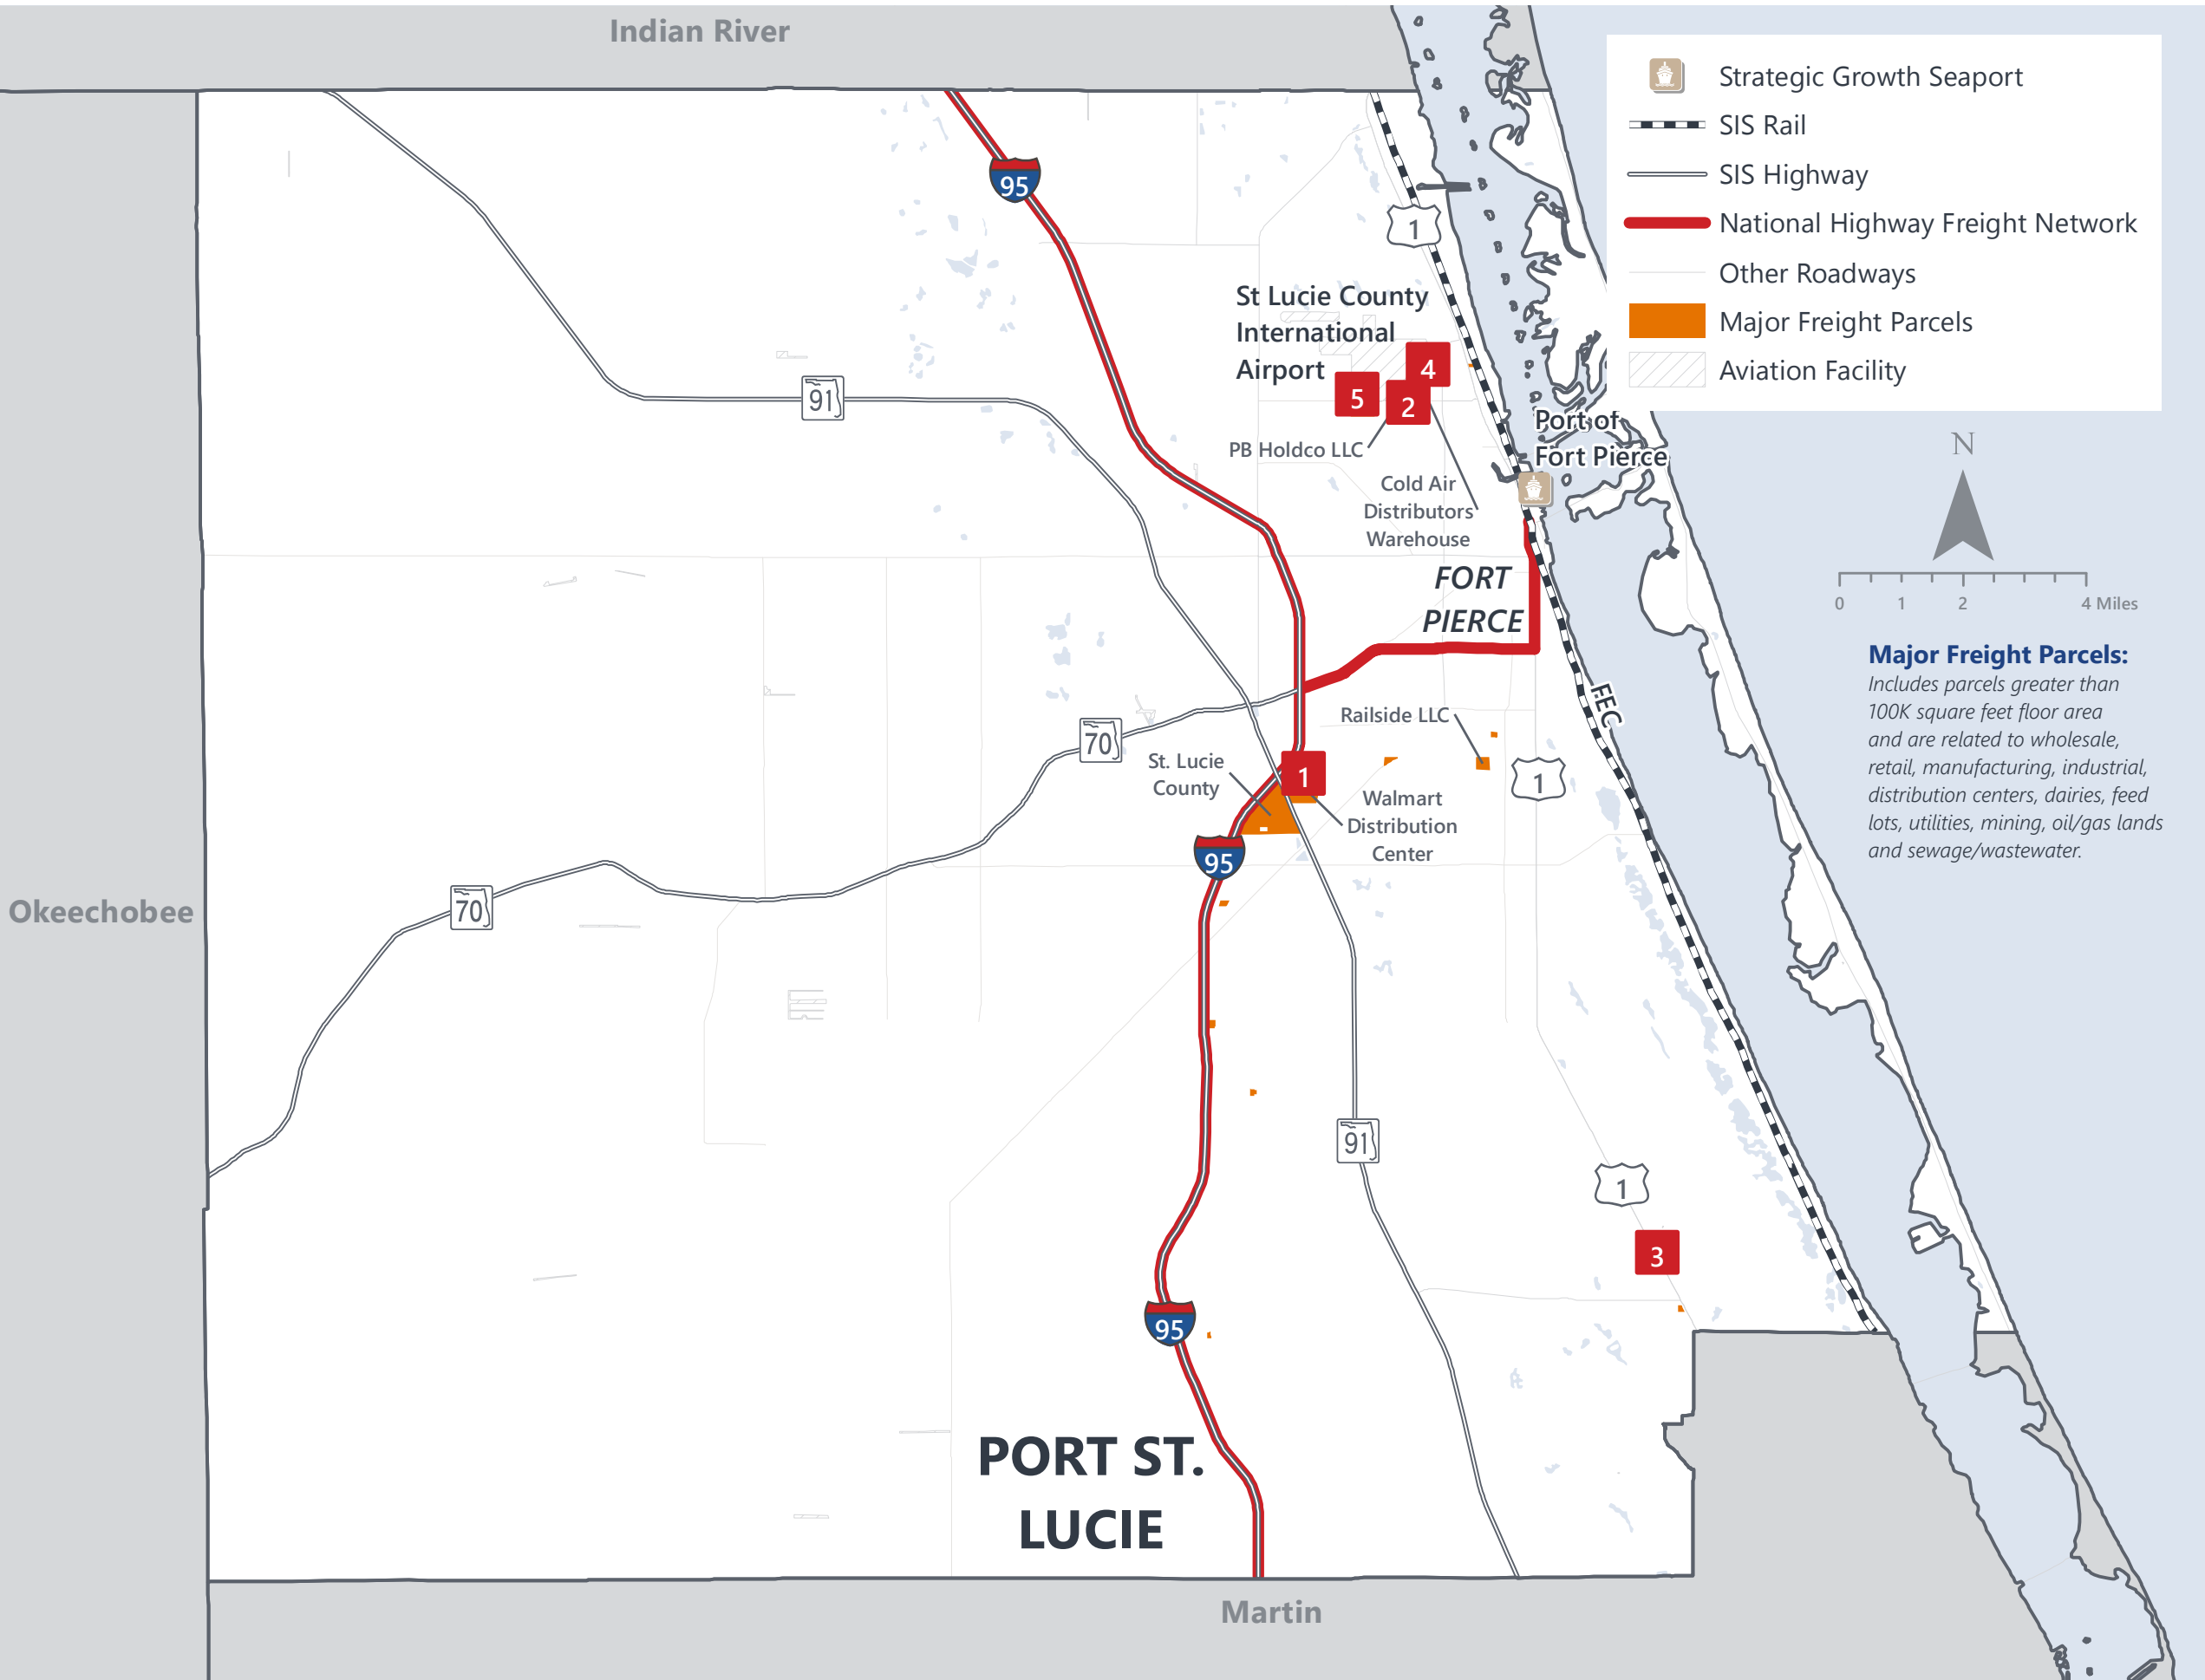 Indian River
Strategic Growth Seaport
SIS Rail
SIS Highway
National Highway Freight Network
Other Roadways
Major Freight Parcels
Aviation Facility
95
1
St Lucie County
International
Airport
4
5
2
91
PB Holdco LLC
Port of
Fort Pierce
Cold Air
Distributors
Warehouse
N
0 1 2 4 Miles
FORT
PIERCE
Major Freight Parcels:
Includes parcels greater than
100K square feet floor area
and are related to wholesale,
retail, manufacturing, industrial,
distribution centers, dairies, feed
lots, utilities, mining, oil/gas lands
and sewage/wastewater.
FEC
Railside LLC
70
St. Lucie
County
1
1
Walmart
Distribution
Center
95
70
Okeechobee
91
1
3
95
PORT ST.
LUCIE
Martin